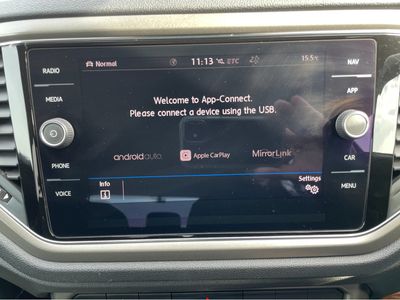 Normal 11:13 ETC 15.5
RADIO NAV
Welcome to App-Connect.
MEDIA APP
Please connect a device using the USB.
androidauto Apple CarPlay MirrorLink
PHONE CAR
Info Settings
VOICE MENU